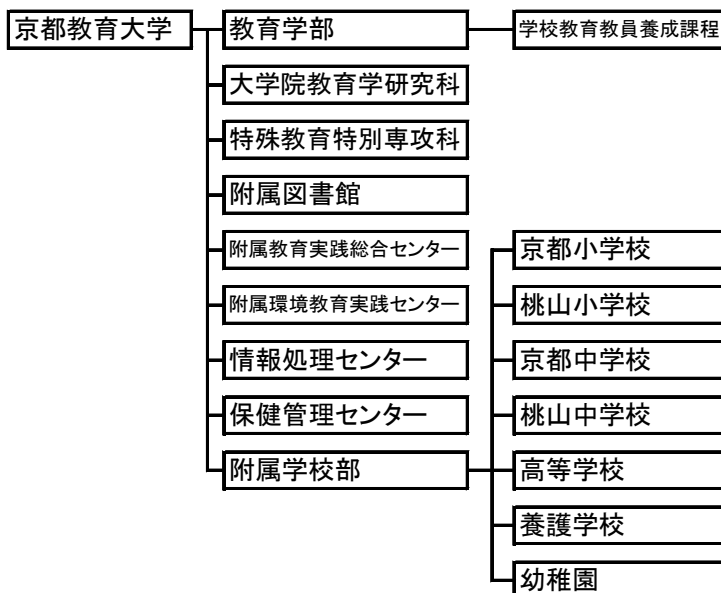 京都教育大学
教育学部
学校教育教員養成課程
大学院教育学研究科
特殊教育特別専攻科
附属図書館
附属教育実践総合センター
附属環境教育実践センター
情報処理センター
保健管理センター
附属学校部
京都小学校
桃山小学校
京都中学校
桃山中学校
高等学校
養護学校
幼稚園